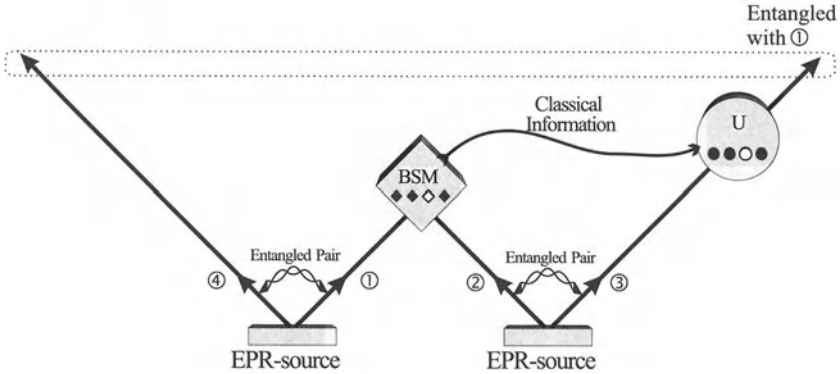 Entangled
with ①
Classical
Information
U
BSM
Entangled Pair
Entangled Pair
④
①
②
③
EPR-source
EPR-source